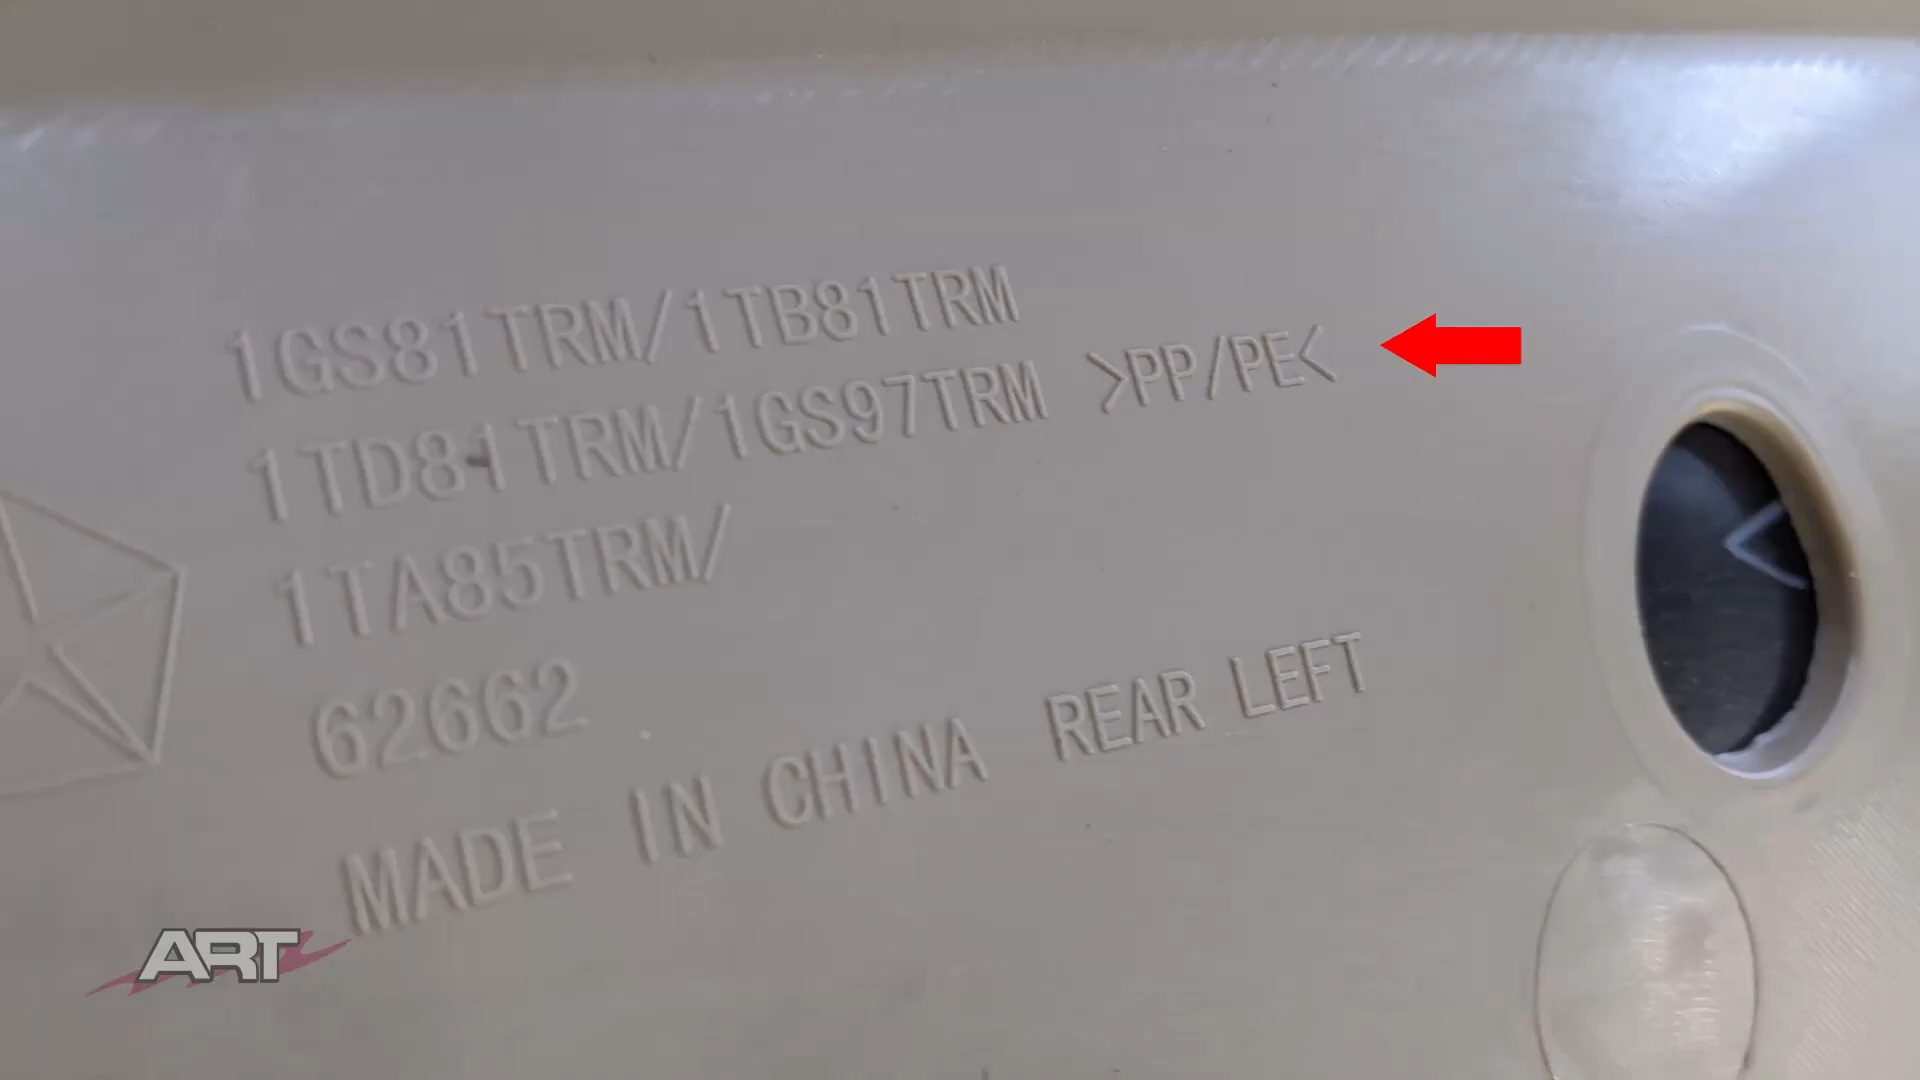 1GS81TRM/1TB81TRM
1TD81TRM/1GS97TRM >PP/PE<
1TA85TRM/
62662
MADE IN CHINA REAR LEFT
ART